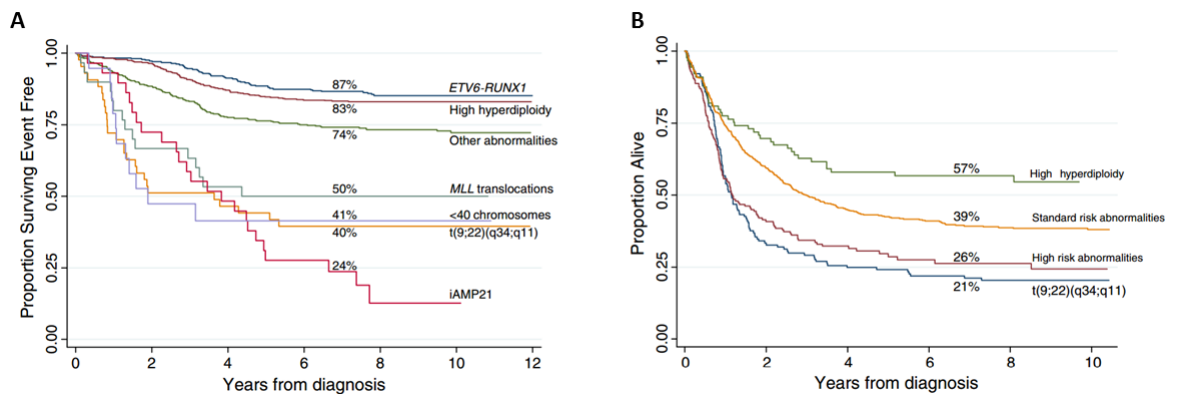 A
Proportion Surviving Event Free
1.00
0.75
0.50
0.25
0.00
87%
ETV6-RUNX1
83%
High hyperdiploidy
74%
Other abnormalities
50%
MLL translocations
41%
<40 chromosomes
40%
t(9;22)(q34;q11)
24%
iAMP21
0 2 4 6 8 10 12
Years from diagnosis
B
Proportion Alive
1.00
0.75
0.50
0.25
0.00
57%
High hyperdiploidy
39%
Standard risk abnormalities
26%
High risk abnormalities
21%
t(9;22)(q34;q11)
0 2 4 6 8 10
Years from diagnosis